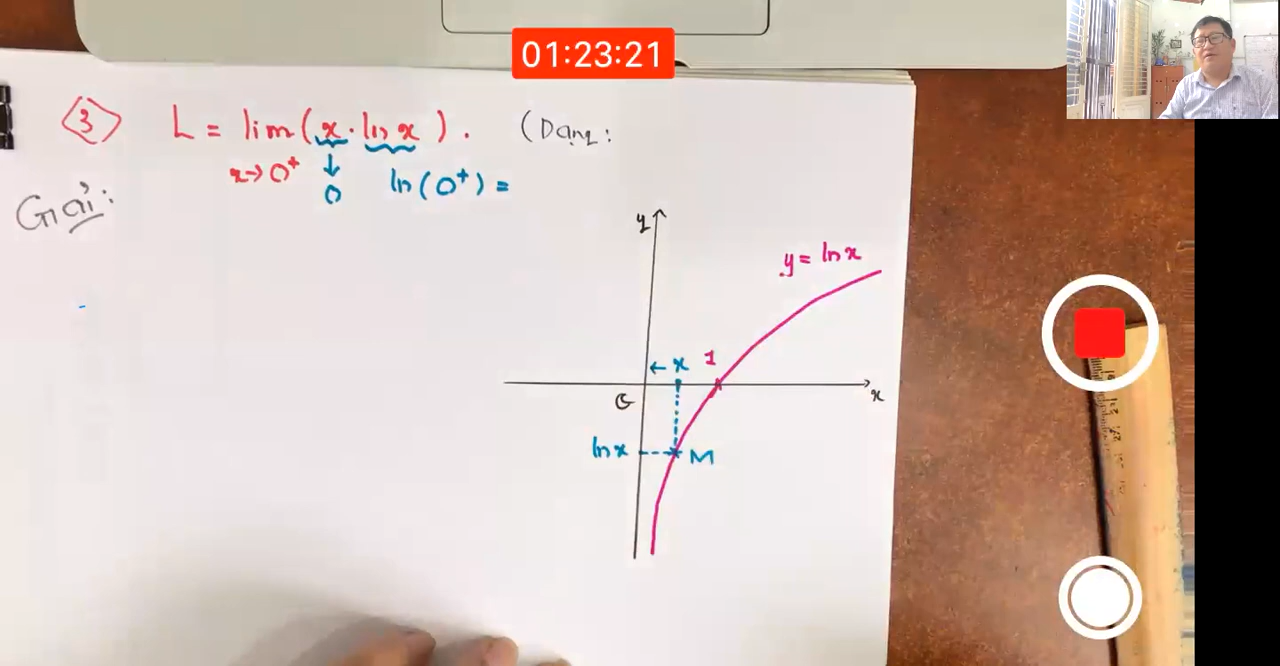 01:23:21
③ L = lim (x . ln x) . (Dạng:
x→0⁺ ↓ ln(0⁺) =
0
Giải:
y
y = ln x
← x 1
O x
ln x M